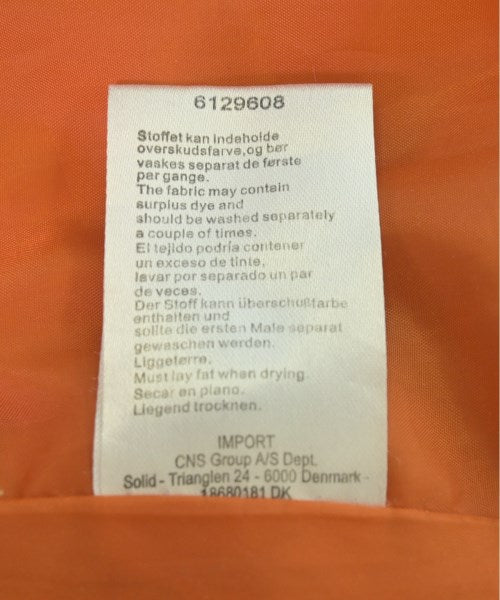 6129608
Stoffet kan indeholde
overskudsfarve,og bør
vaskes separat de første
par gange.
The fabric may contain
surplus dye and
should be washed separately
a couple of times.
El tejido podría contener
un exceso de tinte,
lavar por separado un par
de veces.
Der Stoff kann überschußfarbe
enthalten und
sollte die ersten Male separat
gewaschen werden.
Liggetørre.
Must lay fat when drying.
Secar en plano.
Liegend trocknen.
IMPORT
CNS Group A/S Dept.
Solid - Trianglen 24 - 6000 Denmark -
18680181 DK